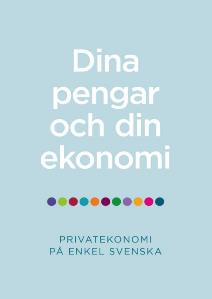 Dina
pengar
och din
ekonomi
PRIVATEKONOMI
PÅ ENKEL SVENSKA